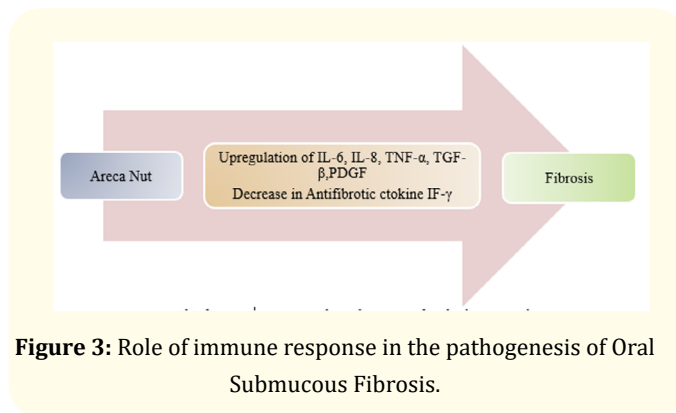 Areca Nut
Upregulation of IL-6, IL-8, TNF-α, TGF-
β,PDGF
Decrease in Antifibrotic ctokine IF-γ
Fibrosis
Figure 3: Role of immune response in the pathogenesis of Oral
Submucous Fibrosis.